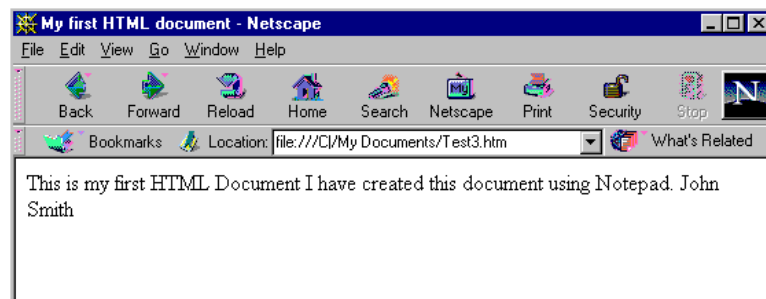 My first HTML document - Netscape
File Edit View Go Window Help
My
N
Back Forward Reload Home Search Netscape Print Security Stop
Bookmarks Location: file:///C|/My Documents/Test3.htm What's Related
This is my first HTML Document I have created this document using Notepad. John
Smith